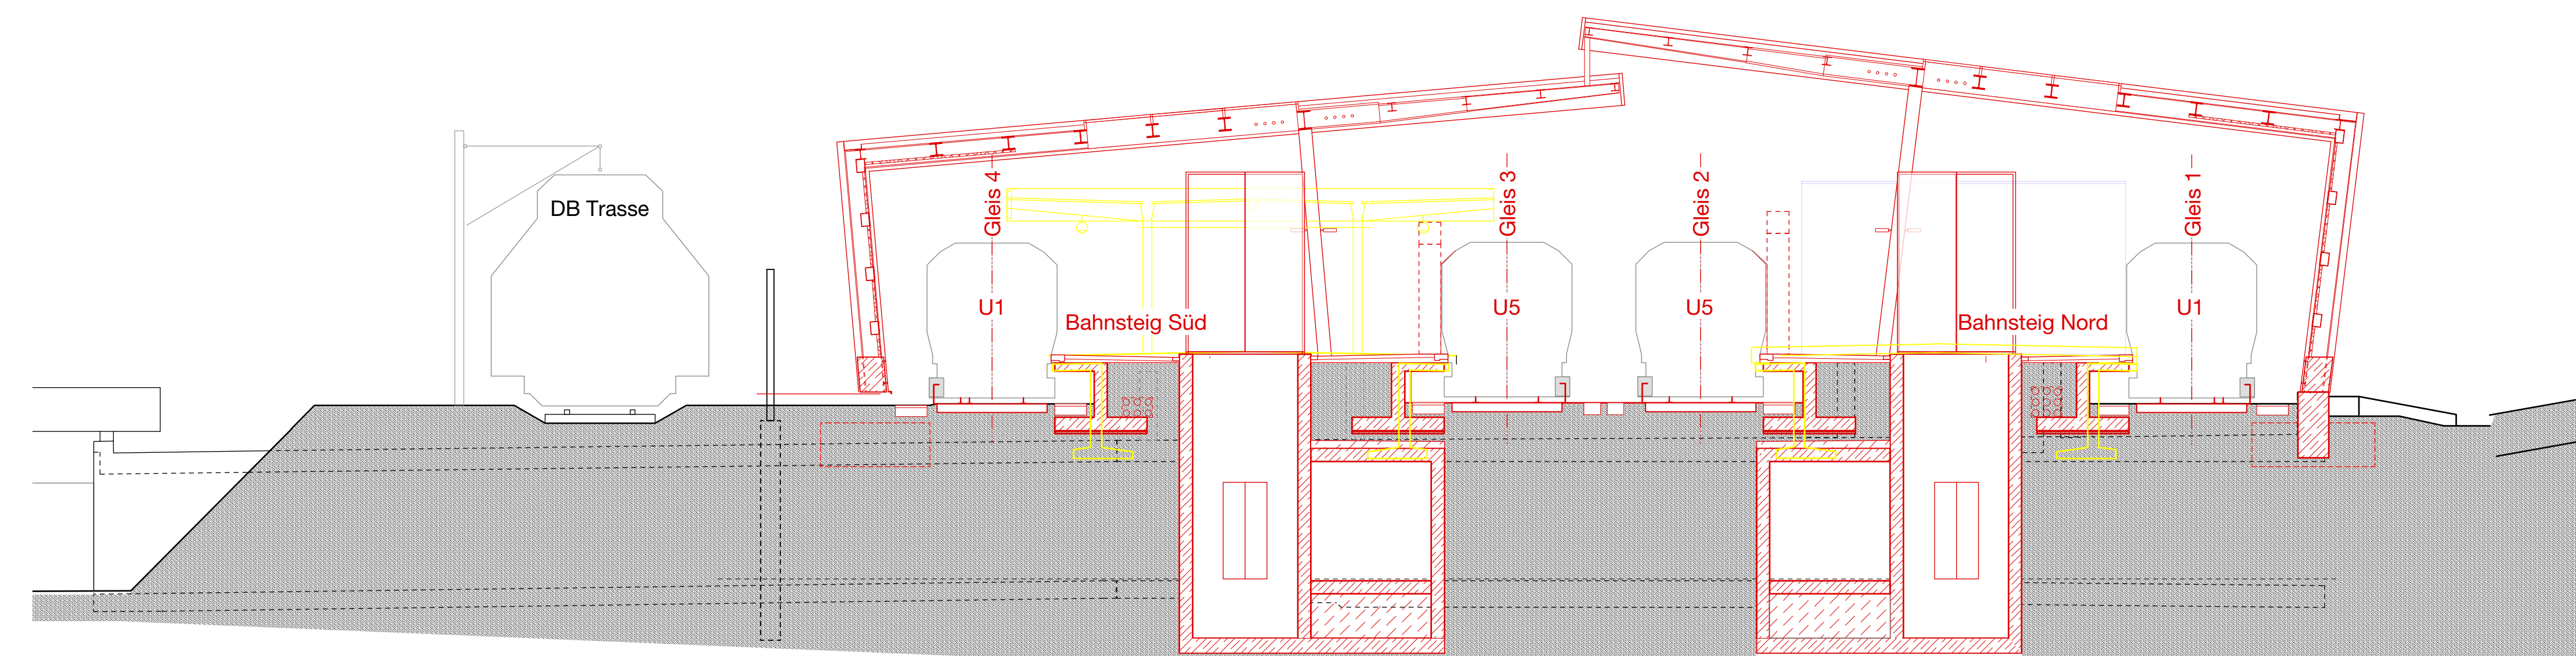 DB Trasse
Gleis 4
Gleis 3
Gleis 2
Gleis 1
U1
U5
U5
U1
Bahnsteig Süd
Bahnsteig Nord